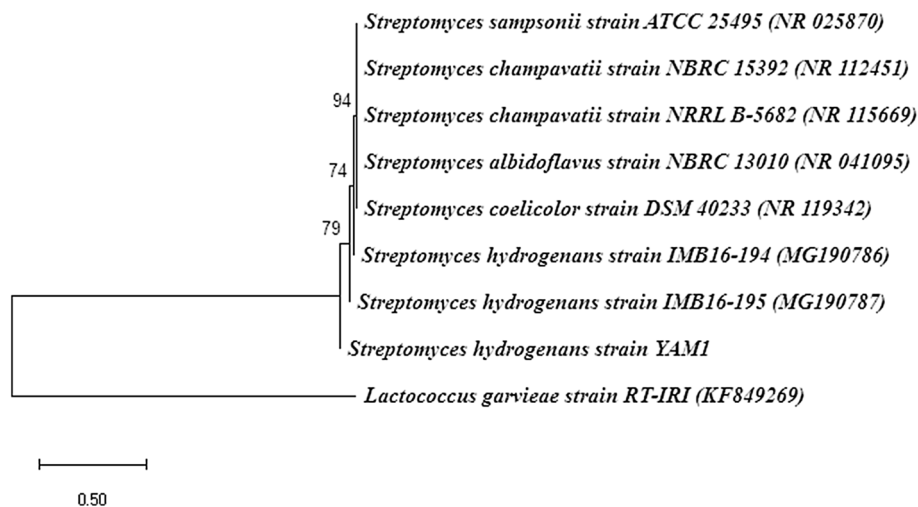 Streptomyces sampsonii strain ATCC 25495 (NR 025870)
Streptomyces champavatii strain NBRC 15392 (NR 112451)
94
Streptomyces champavatii strain NRRL B-5682 (NR 115669)
Streptomyces albidoflavus strain NBRC 13010 (NR 041095)
74
Streptomyces coelicolor strain DSM 40233 (NR 119342)
79
Streptomyces hydrogenans strain IMB16-194 (MG190786)
Streptomyces hydrogenans strain IMB16-195 (MG190787)
Streptomyces hydrogenans strain YAM1
Lactococcus garvieae strain RT-IRI (KF849269)
0.50